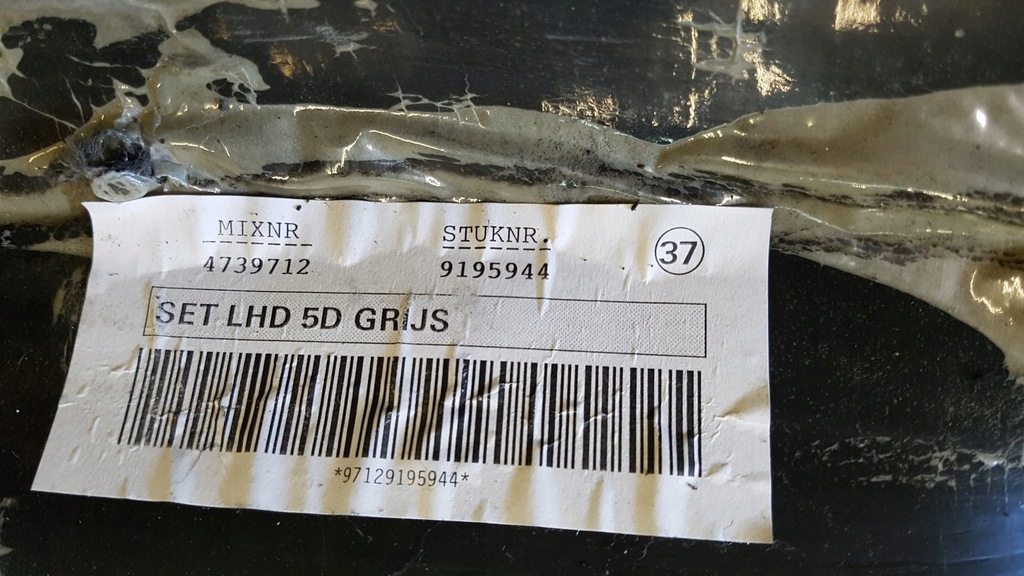 MIXNR STUKNR. 37
4739712 9195944
SET LHD 5D GRIJS
*97129195944*